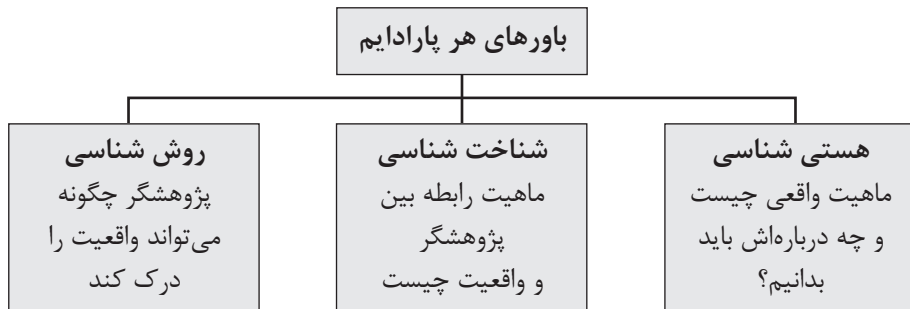 باورهای هر پارادایم
هستی شناسی
ماهیت واقعی چیست
و چه درباره‌اش باید
بدانیم؟
شناخت شناسی
ماهیت رابطه بین
پژوهشگر
و واقعیت چیست
روش شناسی
پژوهشگر چگونه
می‌تواند واقعیت را
درک کند